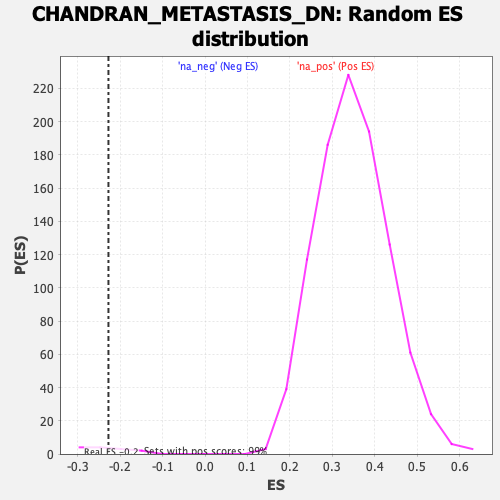 CHANDRAN_METASTASIS_DN: Random ES
distribution
'na_neg' (Neg ES) 'na_pos' (Pos ES)
220
200
180
160
140
120
100
80
60
40
20
0
P(ES)
Real ES -0.2 Sets with pos scores: 99%
-0.3 -0.2 -0.1 0.0 0.1 0.2 0.3 0.4 0.5 0.6
ES